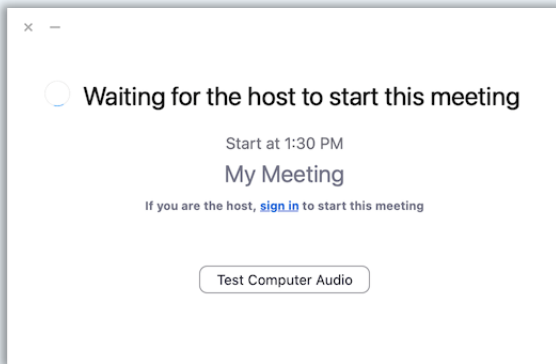 Waiting for the host to start this meeting
Start at 1:30 PM
My Meeting
If you are the host, sign in to start this meeting
Test Computer Audio